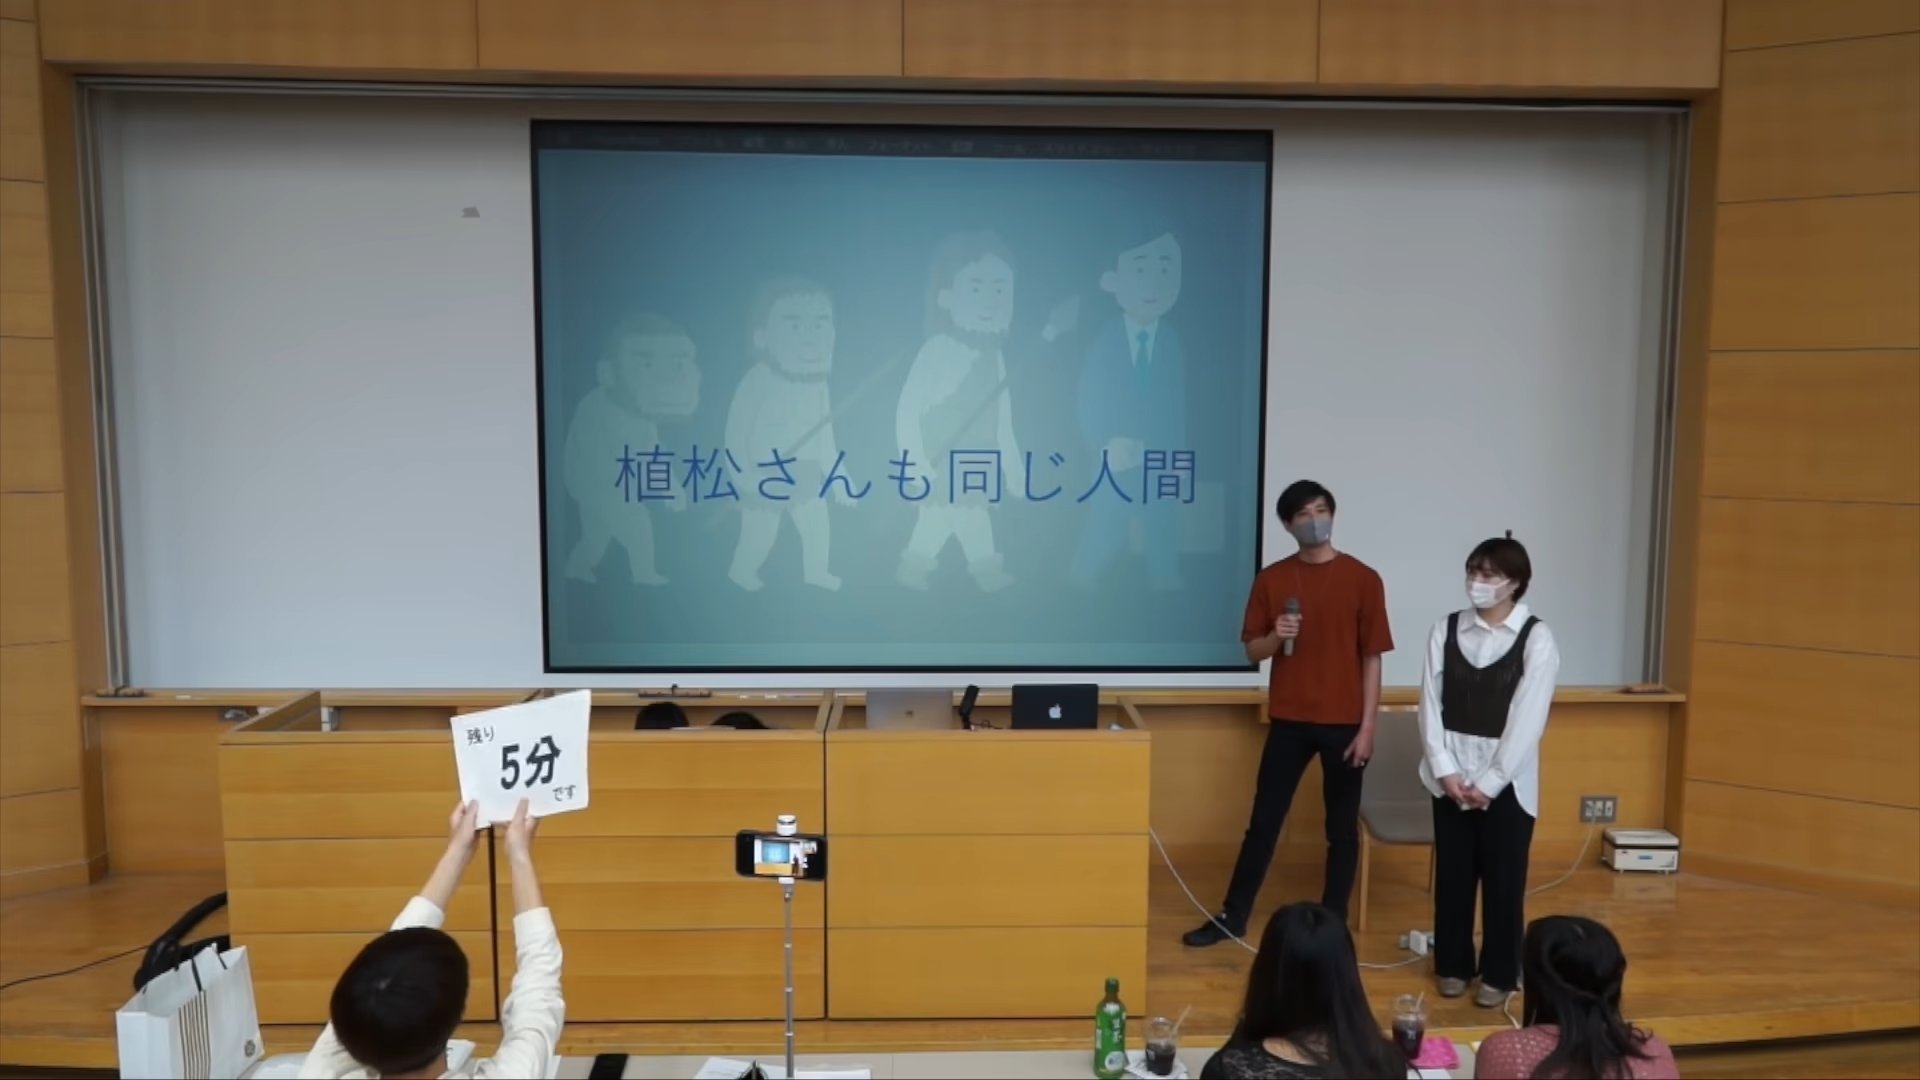 植松さんも同じ人間
残り
5分
です